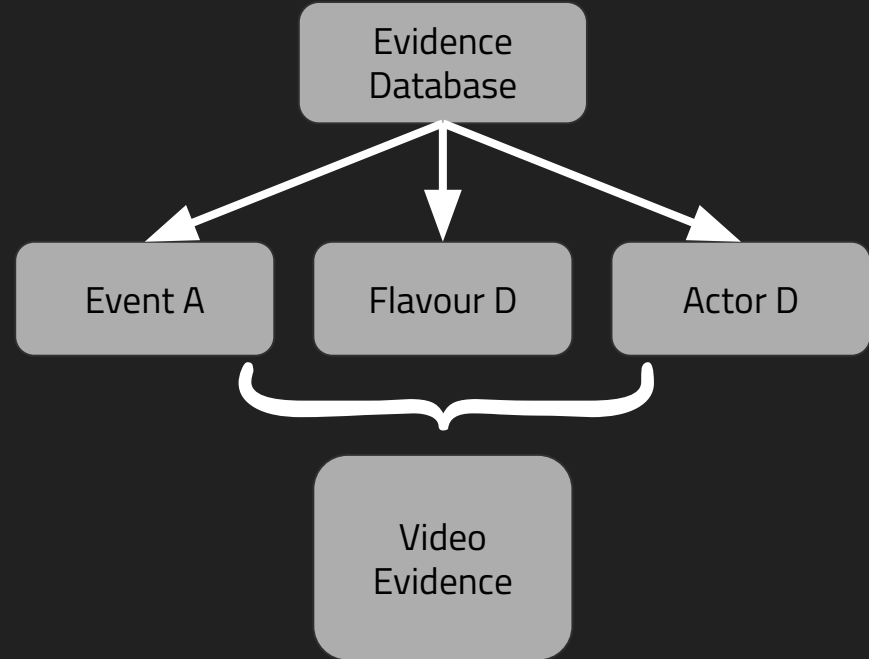 Evidence
Database
Event A
Flavour D
Actor D
Video
Evidence